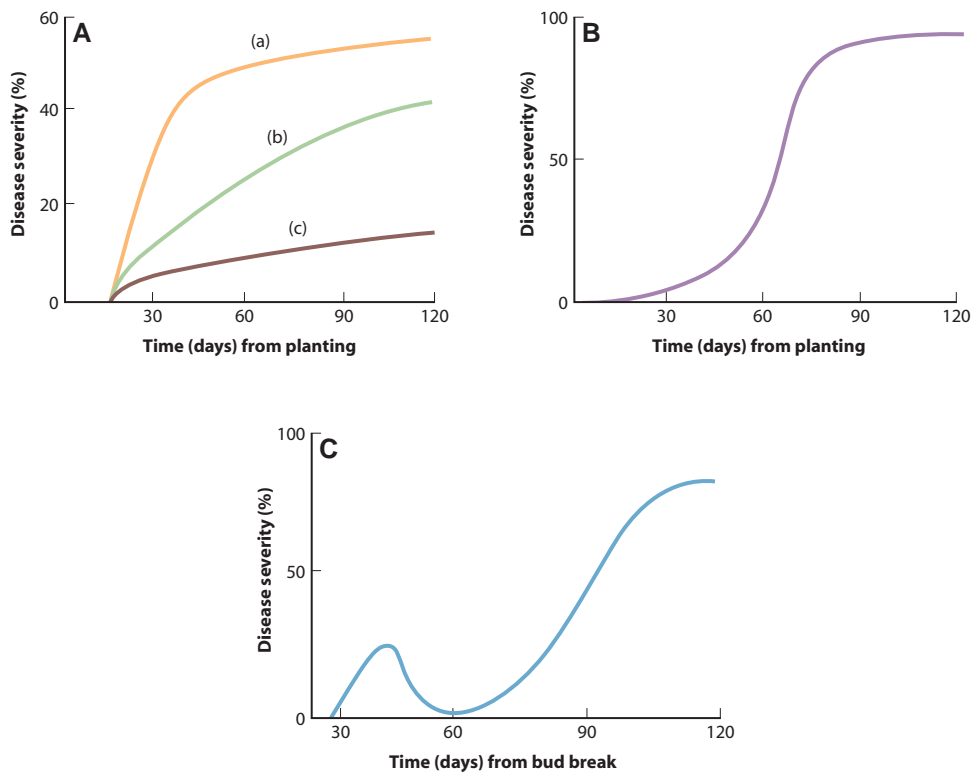 A
Disease severity (%)
60
40
20
0
(a)
(b)
(c)
30 60 90 120
Time (days) from planting
B
Disease severity (%)
100
50
0
30 60 90 120
Time (days) from planting
C
Disease severity (%)
100
50
0
30 60 90 120
Time (days) from bud break